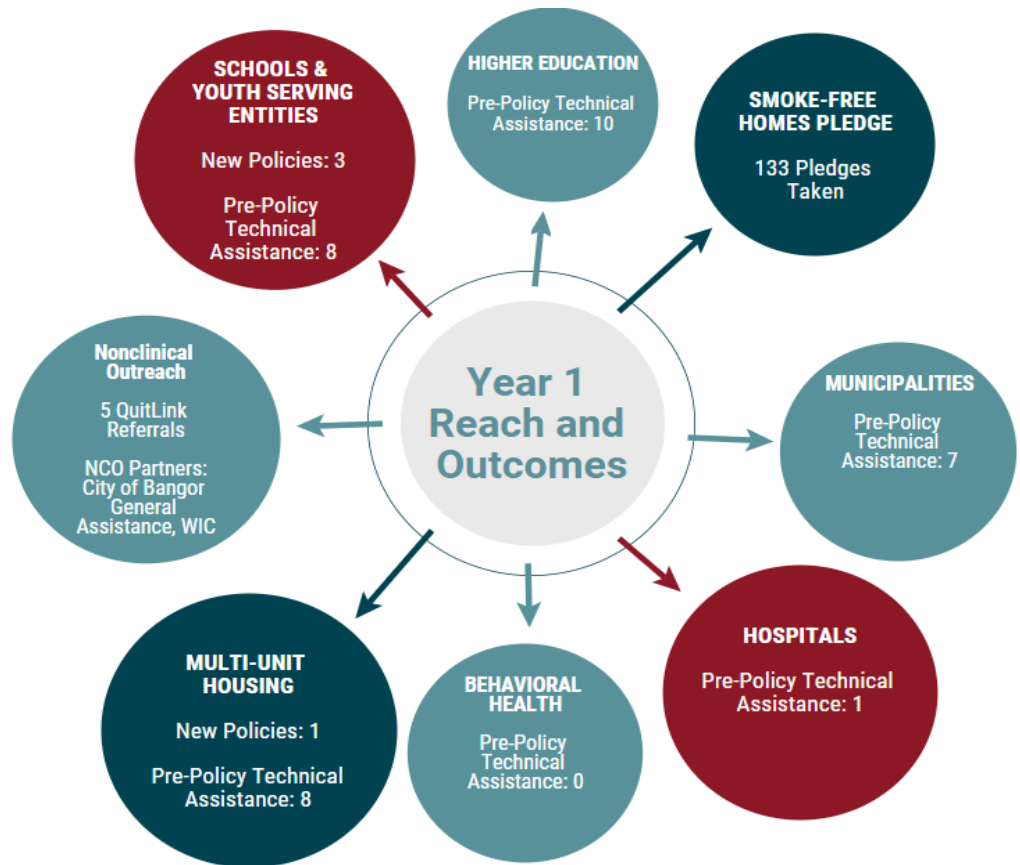 SCHOOLS &
YOUTH SERVING
ENTITIES
New Policies: 3
Pre-Policy
Technical
Assistance: 8
HIGHER EDUCATION
Pre-Policy Technical
Assistance: 10
SMOKE-FREE
HOMES PLEDGE
133 Pledges
Taken
Nonclinical
Outreach
5 QuitLink
Referrals
NCO Partners:
City of Bangor
General
Assistance, WIC
Year 1
Reach and
Outcomes
MUNICIPALITIES
Pre-Policy
Technical
Assistance: 7
MULTI-UNIT
HOUSING
New Policies: 1
Pre-Policy Technical
Assistance: 8
BEHAVIORAL
HEALTH
Pre-Policy
Technical
Assistance: 0
HOSPITALS
Pre-Policy Technical
Assistance: 1